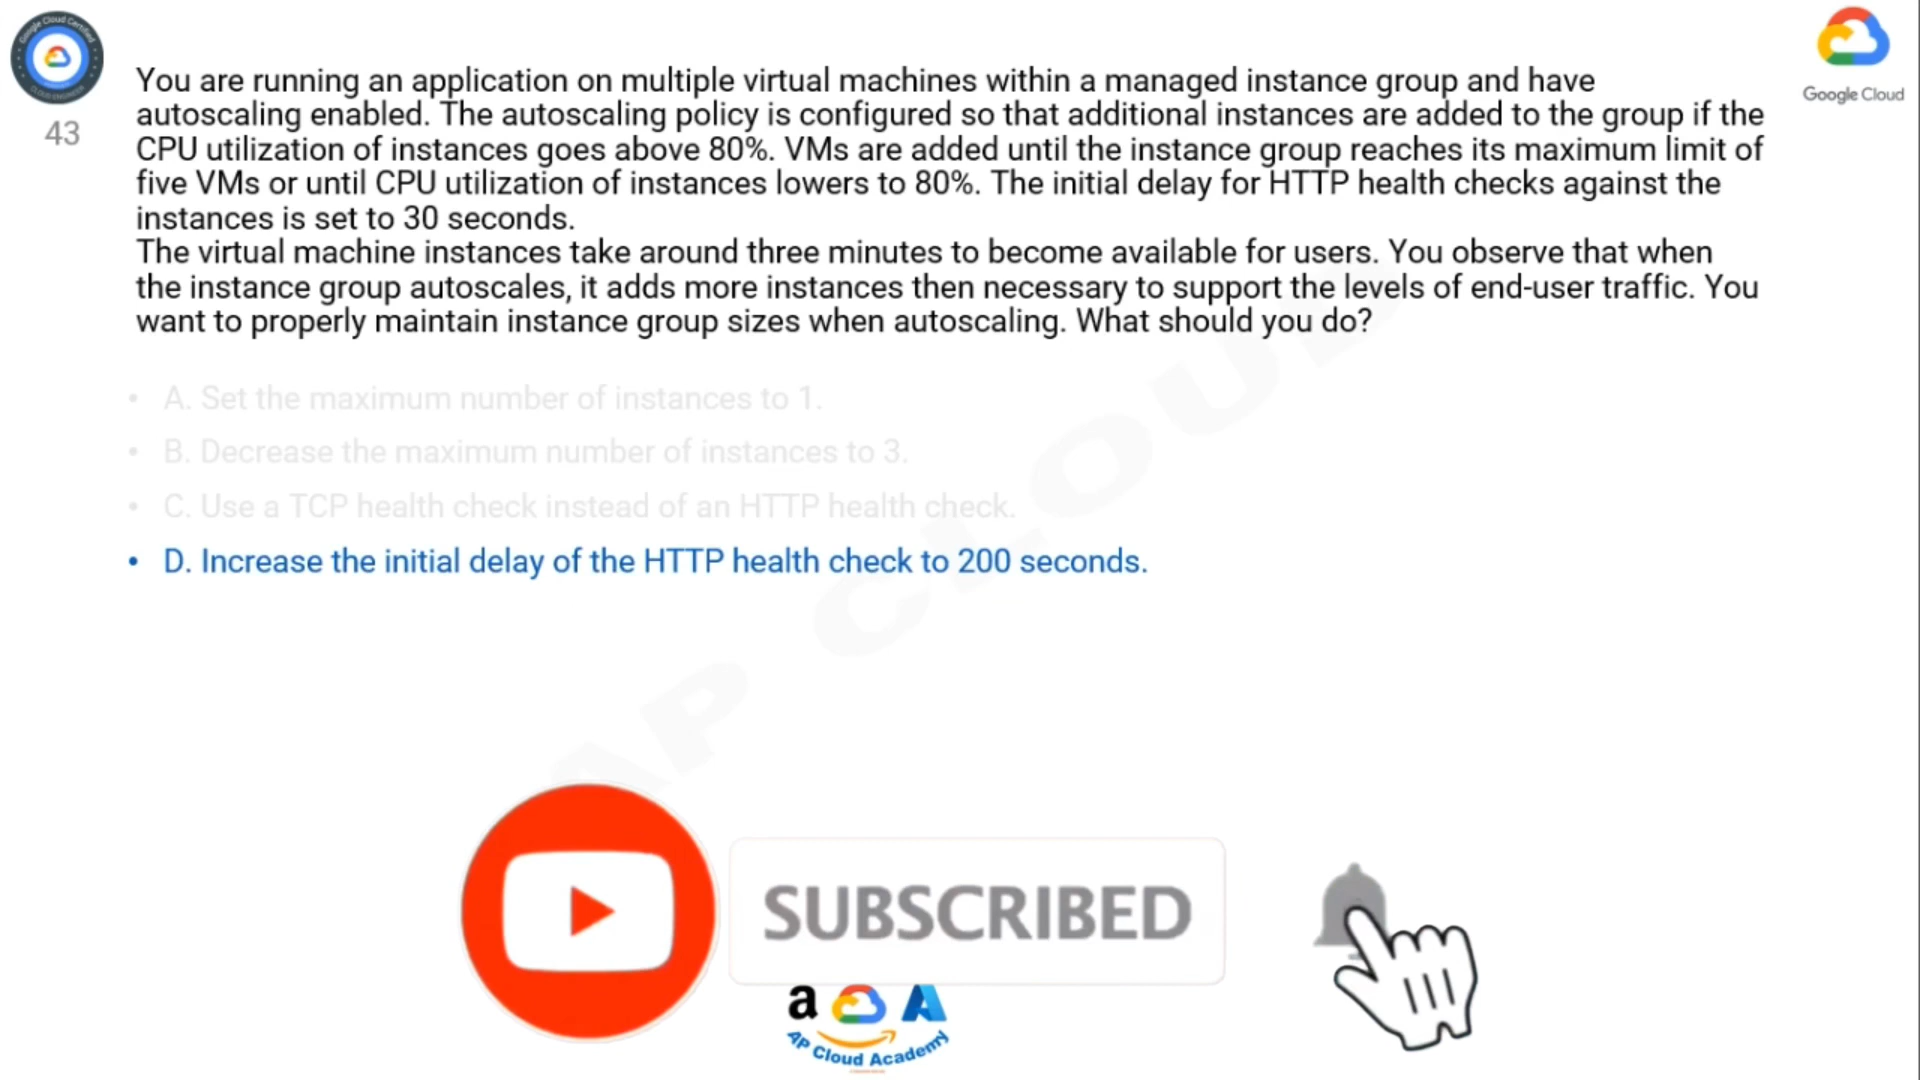 Google Cloud Certified
CLOUD ENGINEER
43
Google Cloud
You are running an application on multiple virtual machines within a managed instance group and have
autoscaling enabled. The autoscaling policy is configured so that additional instances are added to the group if the
CPU utilization of instances goes above 80%. VMs are added until the instance group reaches its maximum limit of
five VMs or until CPU utilization of instances lowers to 80%. The initial delay for HTTP health checks against the
instances is set to 30 seconds.
The virtual machine instances take around three minutes to become available for users. You observe that when
the instance group autoscales, it adds more instances then necessary to support the levels of end-user traffic. You
want to properly maintain instance group sizes when autoscaling. What should you do?
• A. Set the maximum number of instances to 1.
• B. Decrease the maximum number of instances to 3.
• C. Use a TCP health check instead of an HTTP health check.
• D. Increase the initial delay of the HTTP health check to 200 seconds.
AP CLOUD
SUBSCRIBED
a
AP Cloud Academy